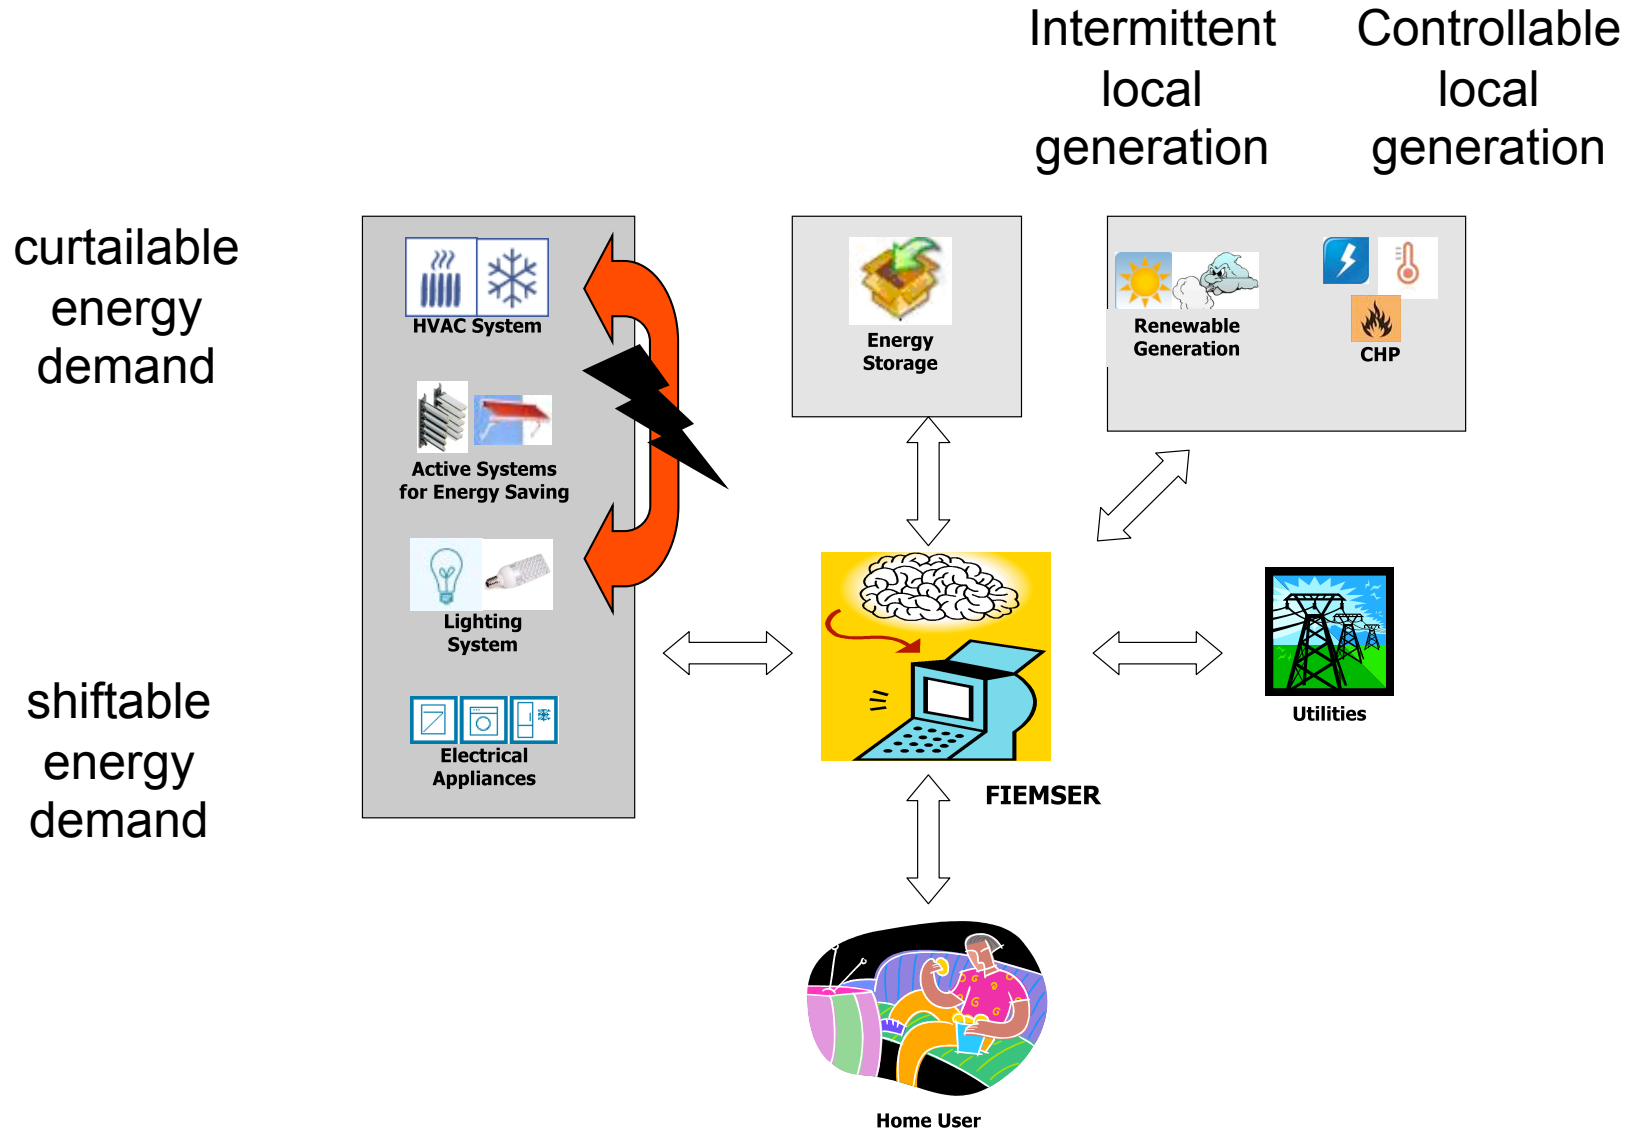 Intermittent
local
generation
Controllable
local
generation
curtailable
energy
demand
shiftable
energy
demand
HVAC System
Active Systems
for Energy Saving
Lighting
System
Electrical
Appliances
Energy
Storage
Renewable
Generation
CHP
FIEMSER
Utilities
Home User